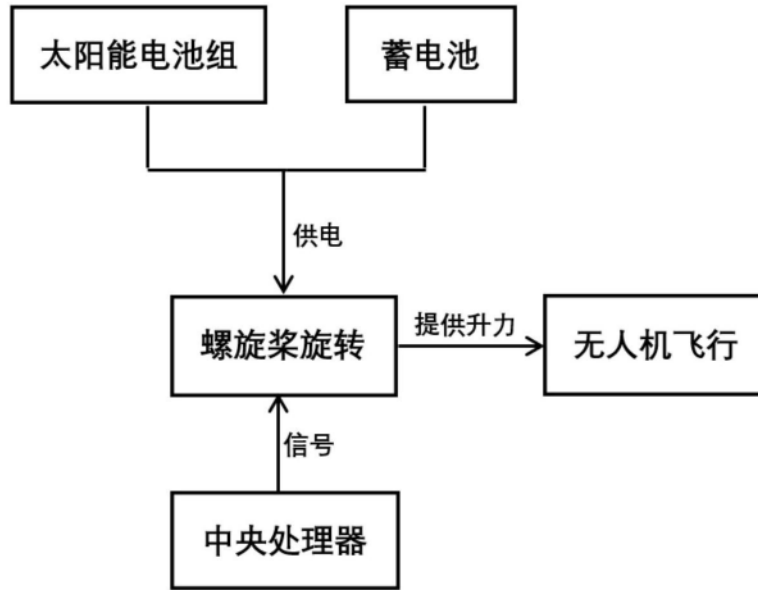 太阳能电池组
蓄电池
供电
螺旋桨旋转
提供升力
无人机飞行
信号
中央处理器